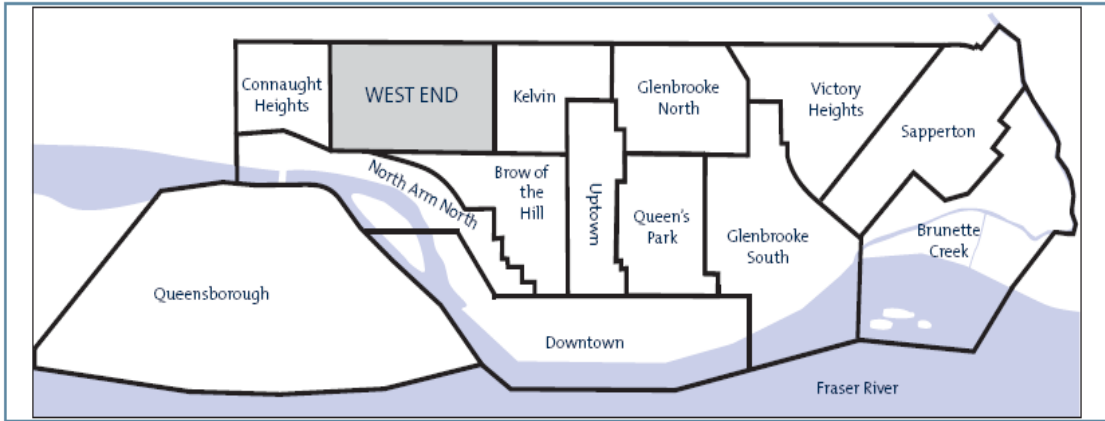 Connaught
Heights
WEST END
Kelvin
Glenbrooke
North
Victory
Heights
Sapperton
North Arm North
Brow of
the
Hill
Uptown
Queen's
Park
Glenbrooke
South
Brunette
Creek
Queensborough
Downtown
Fraser River